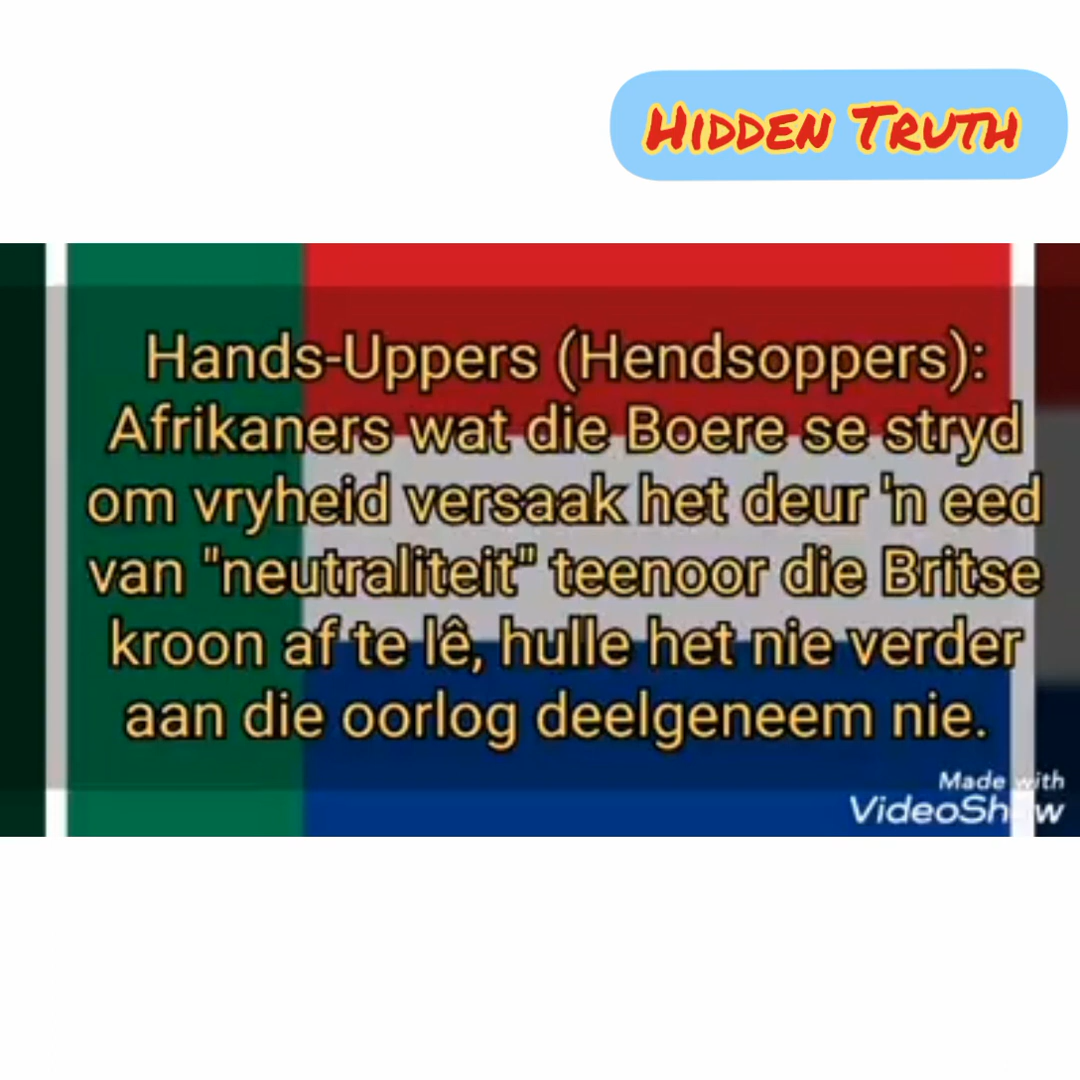 HIDDEN TRUTH
Hands-Uppers (Hendsoppers):
Afrikaners wat die Boere se stryd
om vryheid versaak het deur 'n eed
van "neutraliteit" teenoor die Britse
kroon af te lê, hulle het nie verder
aan die oorlog deelgeneem nie.
Made with
VideoShow